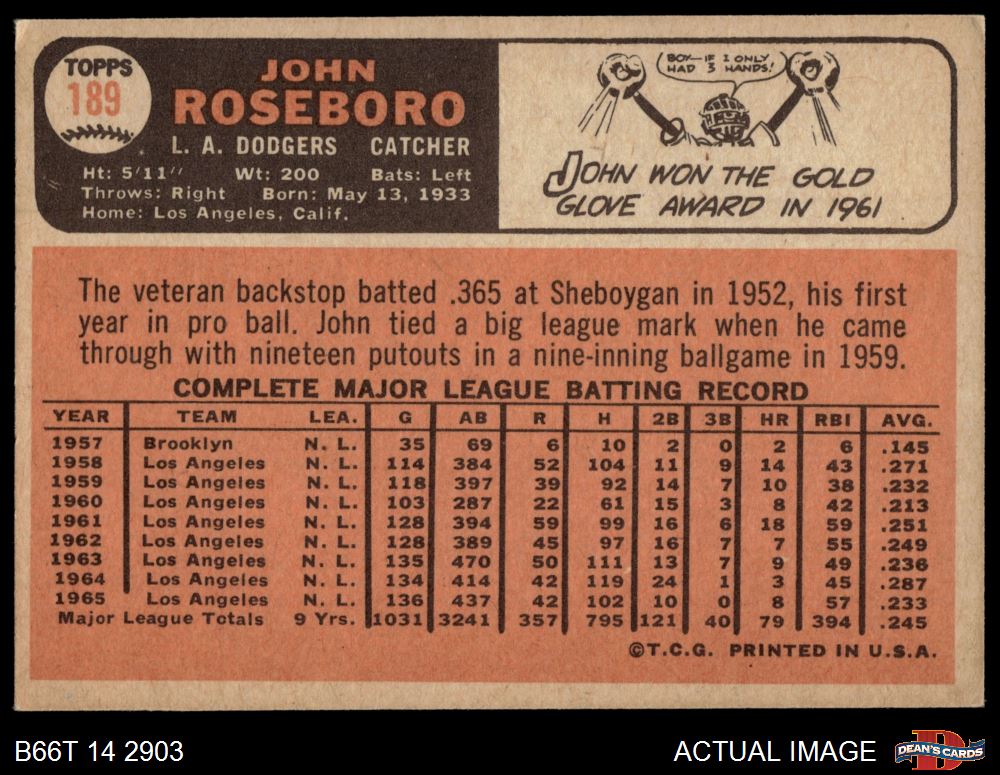 TOPPS
189
JOHN
ROSEBORO
L. A. DODGERS CATCHER
Ht: 5'11" Wt: 200 Bats: Left
Throws: Right Born: May 13, 1933
Home: Los Angeles, Calif.
BOY—IF I ONLY
HAD 3 HANDS!
JOHN WON THE GOLD
GLOVE AWARD IN 1961
The veteran backstop batted .365 at Sheboygan in 1952, his first
year in pro ball. John tied a big league mark when he came
through with nineteen putouts in a nine-inning ballgame in 1959.
COMPLETE MAJOR LEAGUE BATTING RECORD
YEAR TEAM LEA. G AB R H 2B 3B HR RBI AVG.
1957 Brooklyn N. L. 35 69 6 10 2 0 2 6 .145
1958 Los Angeles N. L. 114 384 52 104 11 9 14 43 .271
1959 Los Angeles N. L. 118 397 39 92 14 7 10 38 .232
1960 Los Angeles N. L. 103 287 22 61 15 3 8 42 .213
1961 Los Angeles N. L. 128 394 59 99 16 6 18 59 .251
1962 Los Angeles N. L. 128 389 45 97 16 7 7 55 .249
1963 Los Angeles N. L. 135 470 50 111 13 7 9 49 .236
1964 Los Angeles N. L. 134 414 42 119 24 1 3 45 .287
1965 Los Angeles N. L. 136 437 42 102 10 0 8 57 .233
Major League Totals 9 Yrs. 1031 3241 357 795 121 40 79 394 .245
©T.C.G. PRINTED IN U.S.A.
B66T 14 2903
ACTUAL IMAGE
DEAN'S CARDS